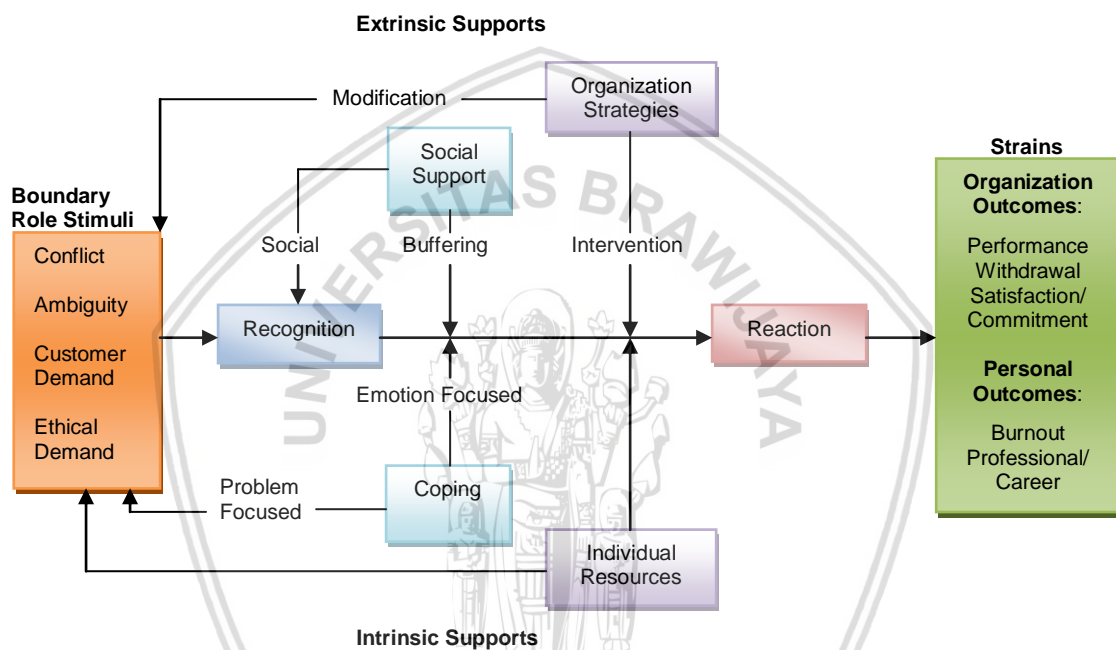 Extrinsic Supports
Organization
Strategies
Modification
Social
Support
Strains
Organization
Outcomes:
Performance
Withdrawal
Satisfaction/
Commitment
Personal
Outcomes:
Burnout
Professional/
Career
Boundary
Role Stimuli
Conflict
Ambiguity
Customer
Demand
Ethical
Demand
Social
Buffering
Intervention
Recognition
Reaction
Emotion Focused
Problem
Focused
Coping
Individual
Resources
Intrinsic Supports
UNIVERSITAS BRAWIJAYA